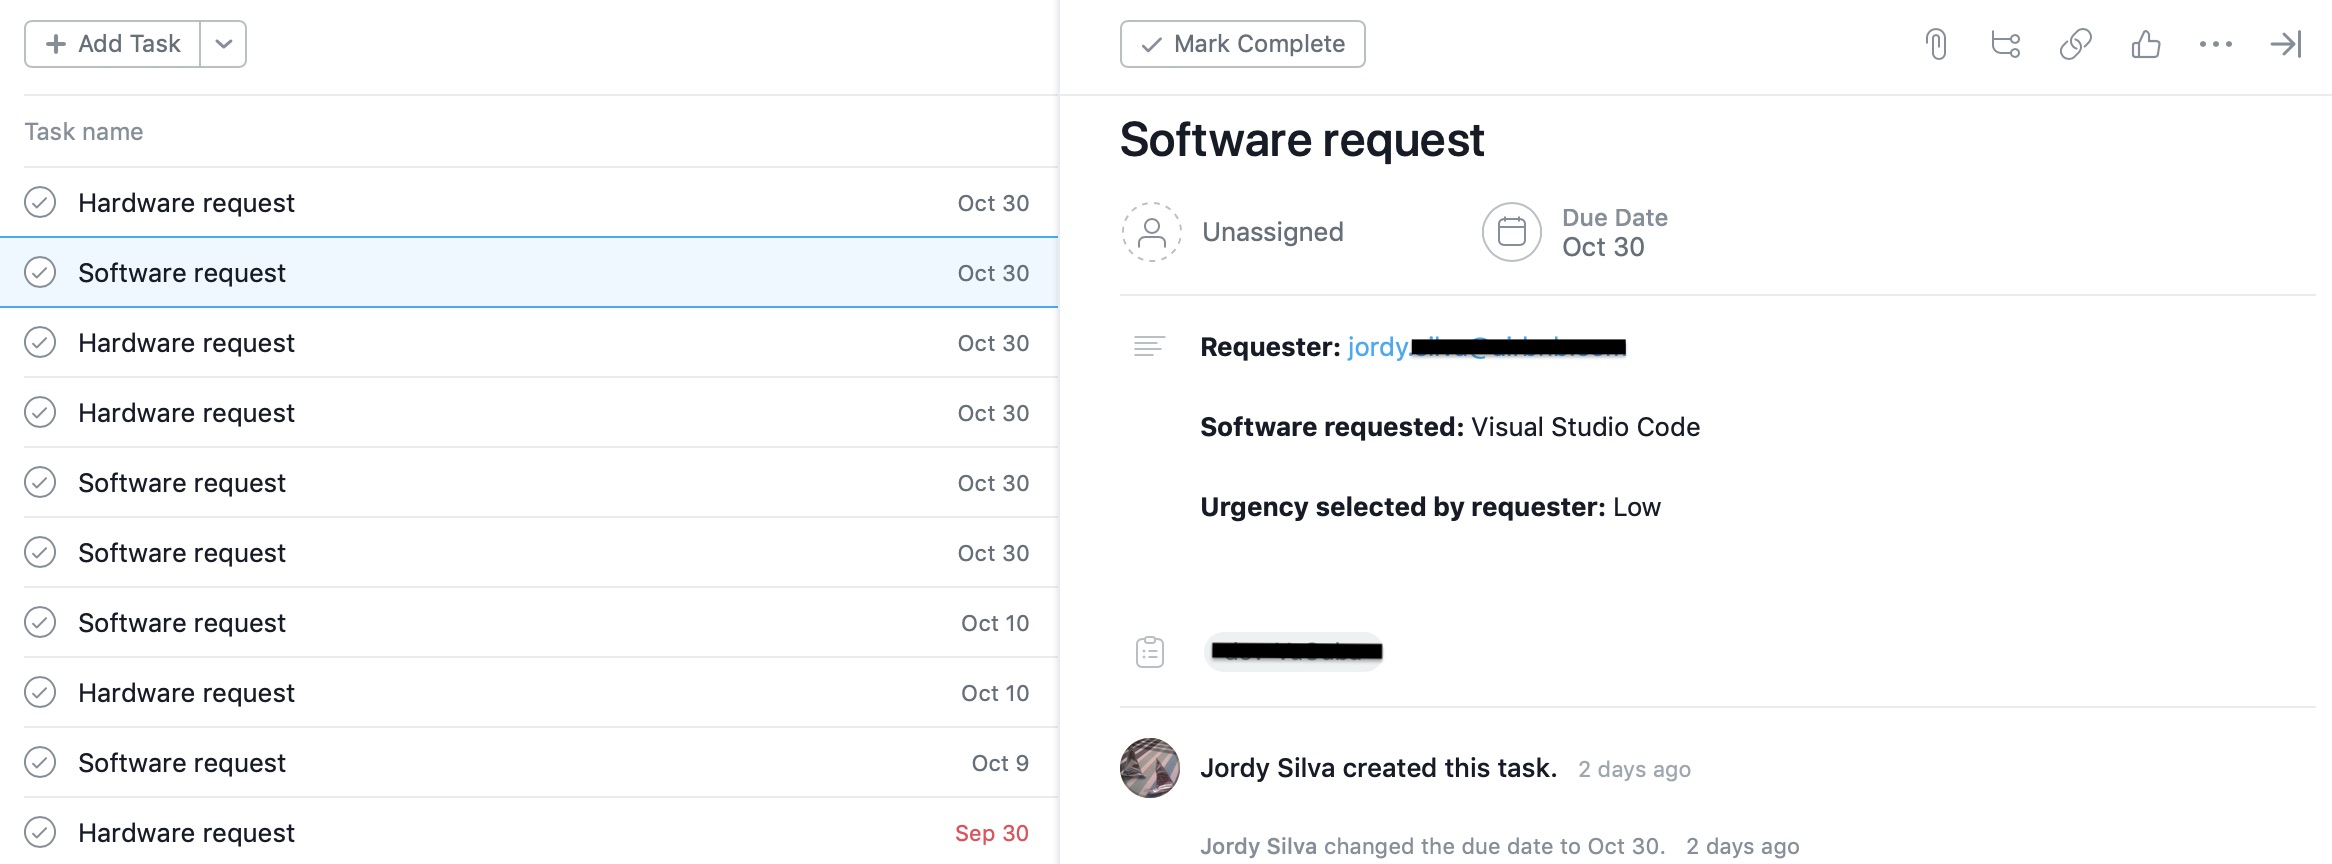 Add Task
Mark Complete
Task name
Hardware request Oct 30
Software request Oct 30
Hardware request Oct 30
Hardware request Oct 30
Software request Oct 30
Software request Oct 30
Software request Oct 10
Hardware request Oct 10
Software request Oct 9
Hardware request Sep 30
Software request
Unassigned
Due Date
Oct 30
Requester: jordy.
Software requested: Visual Studio Code
Urgency selected by requester: Low
Jordy Silva created this task. 2 days ago
Jordy Silva changed the due date to Oct 30. 2 days ago